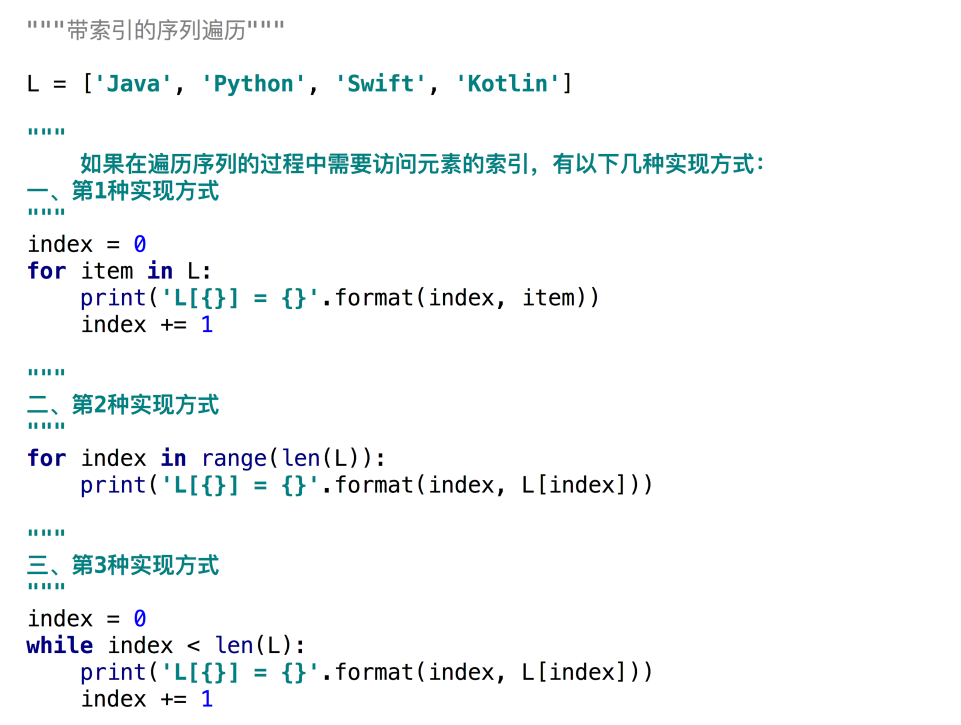 """带索引的序列遍历"""
L = ['Java', 'Python', 'Swift', 'Kotlin']
"""
    如果在遍历序列的过程中需要访问元素的索引，有以下几种实现方式：
一、第1种实现方式
"""
index = 0
for item in L:
    print('L[{}] = {}'.format(index, item))
    index += 1
"""
二、第2种实现方式
"""
for index in range(len(L)):
    print('L[{}] = {}'.format(index, L[index]))
"""
三、第3种实现方式
"""
index = 0
while index < len(L):
    print('L[{}] = {}'.format(index, L[index]))
    index += 1